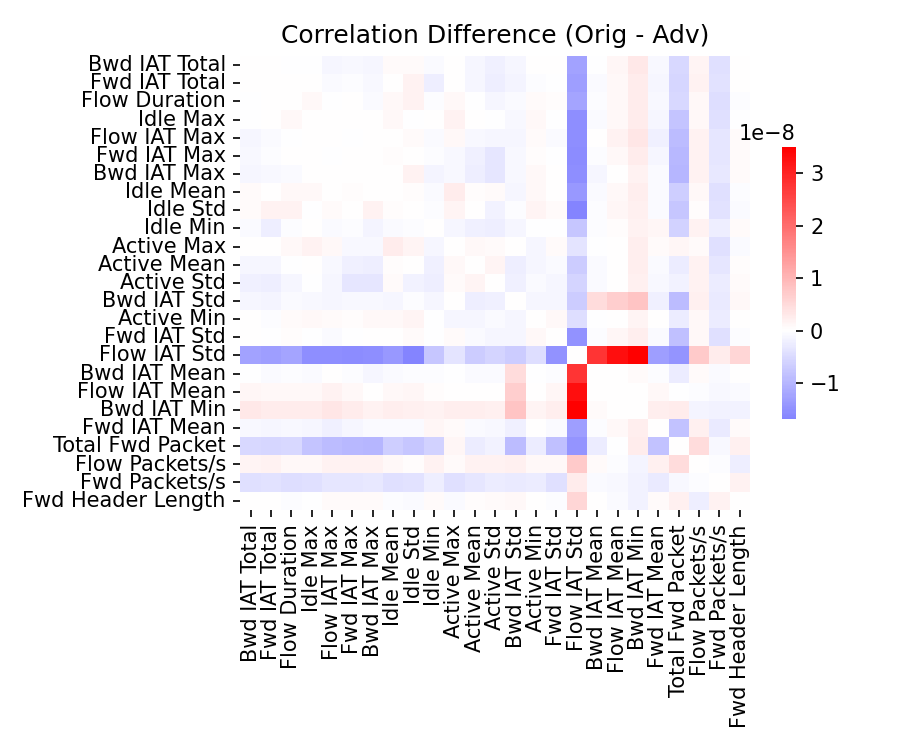 Correlation Difference (Orig - Adv)
Bwd IAT Total
Fwd IAT Total
Flow Duration
Idle Max
Flow IAT Max
Fwd IAT Max
Bwd IAT Max
Idle Mean
Idle Std
Idle Min
Active Max
Active Mean
Active Std
Bwd IAT Std
Active Min
Fwd IAT Std
Flow IAT Std
Bwd IAT Mean
Flow IAT Mean
Bwd IAT Min
Fwd IAT Mean
Total Fwd Packet
Flow Packets/s
Fwd Packets/s
Fwd Header Length
Bwd IAT Total
Fwd IAT Total
Flow Duration
Idle Max
Flow IAT Max
Fwd IAT Max
Bwd IAT Max
Idle Mean
Idle Std
Idle Min
Active Max
Active Mean
Active Std
Bwd IAT Std
Active Min
Fwd IAT Std
Flow IAT Std
Bwd IAT Mean
Flow IAT Mean
Bwd IAT Min
Fwd IAT Mean
Total Fwd Packet
Flow Packets/s
Fwd Packets/s
Fwd Header Length
1e−8
3
2
1
0
−1